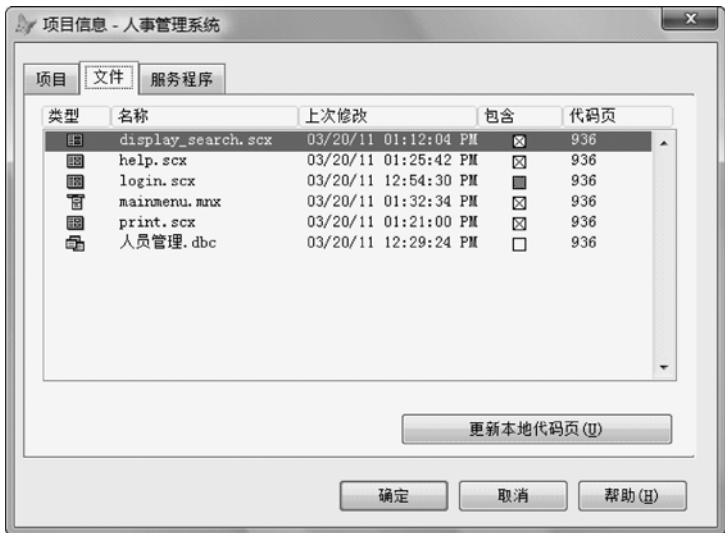 项目信息 - 人事管理系统
项目 文件 服务程序
类型 名称 上次修改 包含 代码页
display_search.scx 03/20/11 01:12:04 PM 936
help.scx 03/20/11 01:25:42 PM 936
login.scx 03/20/11 12:54:30 PM 936
mainmenu.mnx 03/20/11 01:32:34 PM 936
print.scx 03/20/11 01:21:00 PM 936
人员管理.dbc 03/20/11 12:29:24 PM 936
更新本地代码页(U)
确定 取消 帮助(H)